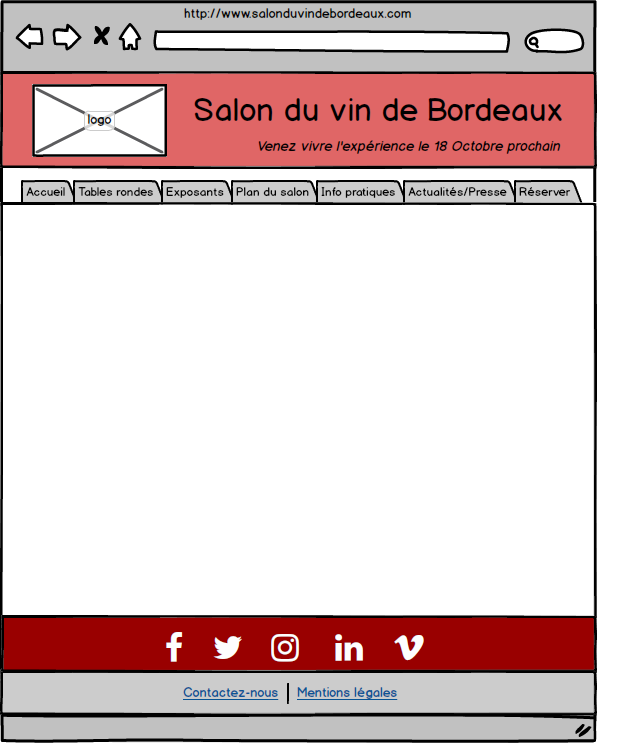 http://www.salonduvindebordeaux.com
logo
Salon du vin de Bordeaux
Venez vivre l'expérience le 18 Octobre prochain
Accueil Tables rondes Exposants Plan du salon Info pratiques Actualités/Presse Réserver
Contactez-nous | Mentions légales